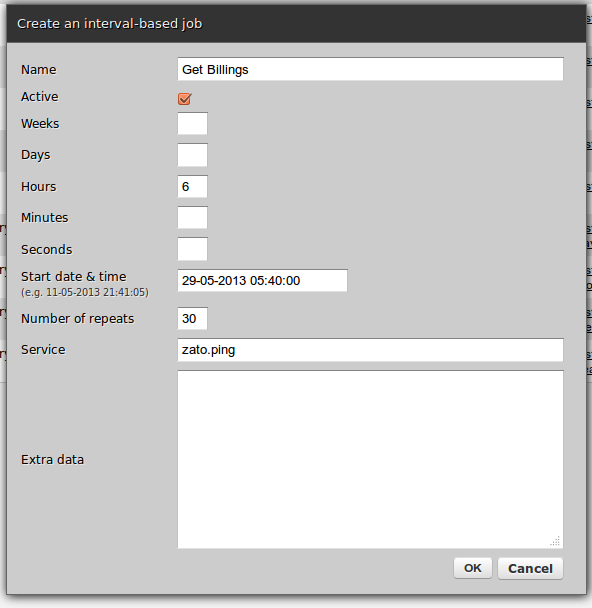 Create an interval-based job
Name Get Billings
Active
Weeks
Days
Hours 6
Minutes
Seconds
Start date & time 29-05-2013 05:40:00
(e.g. 11-05-2013 21:41:05)
Number of repeats 30
Service zato.ping
Extra data
OK Cancel